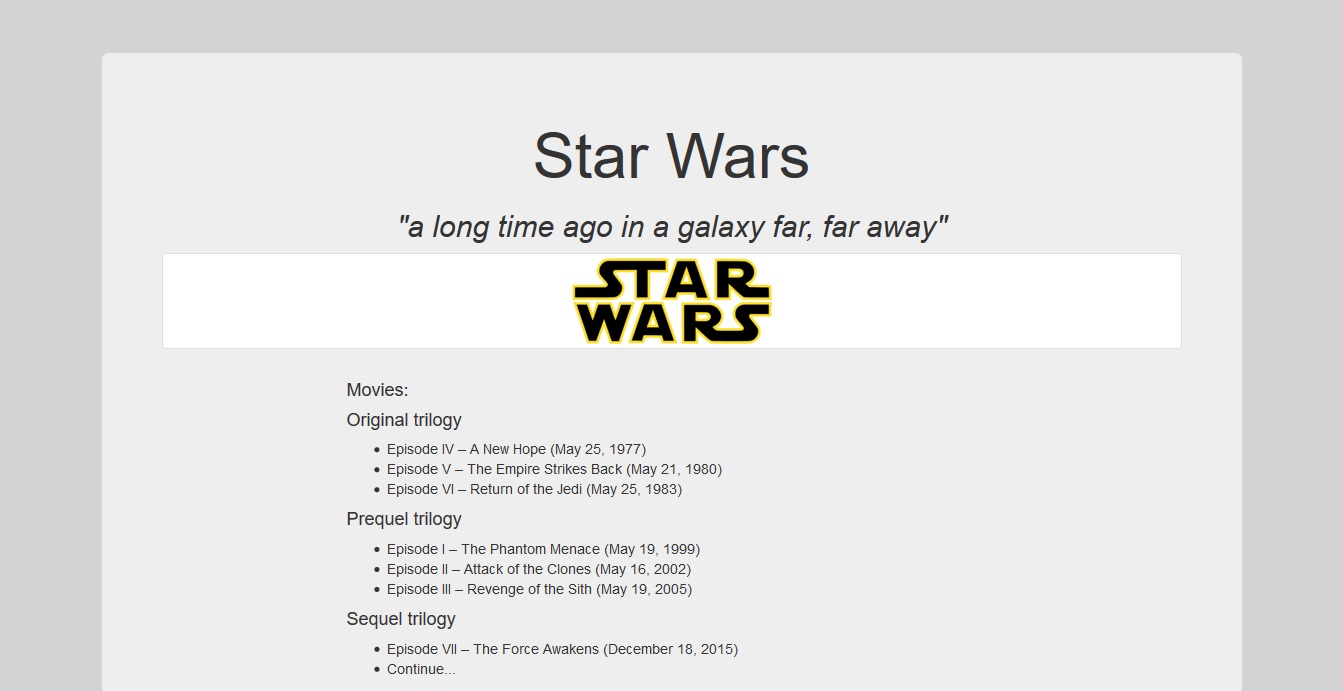 Star Wars
"a long time ago in a galaxy far, far away"
STAR
WARS
Movies:
Original trilogy
Episode IV – A New Hope (May 25, 1977)
Episode V – The Empire Strikes Back (May 21, 1980)
Episode VI – Return of the Jedi (May 25, 1983)
Prequel trilogy
Episode I – The Phantom Menace (May 19, 1999)
Episode II – Attack of the Clones (May 16, 2002)
Episode III – Revenge of the Sith (May 19, 2005)
Sequel trilogy
Episode VII – The Force Awakens (December 18, 2015)
Continue...